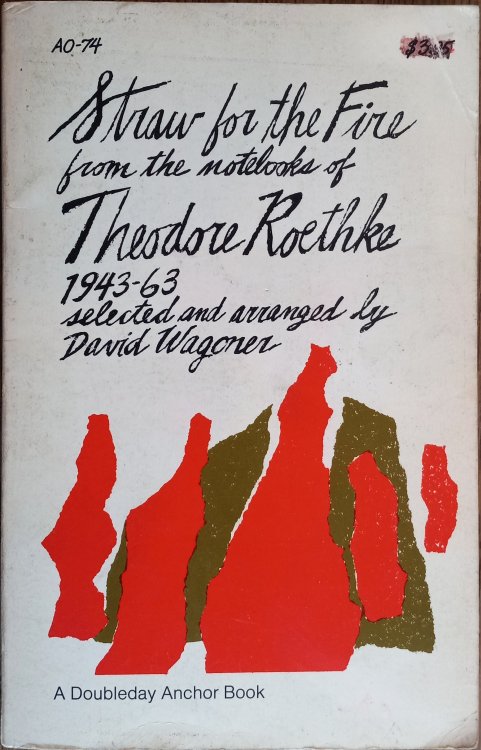 AO-74
Straw for the Fire
from the notebooks of
Theodore Roethke
1943-63
selected and arranged by
David Wagoner
A Doubleday Anchor Book